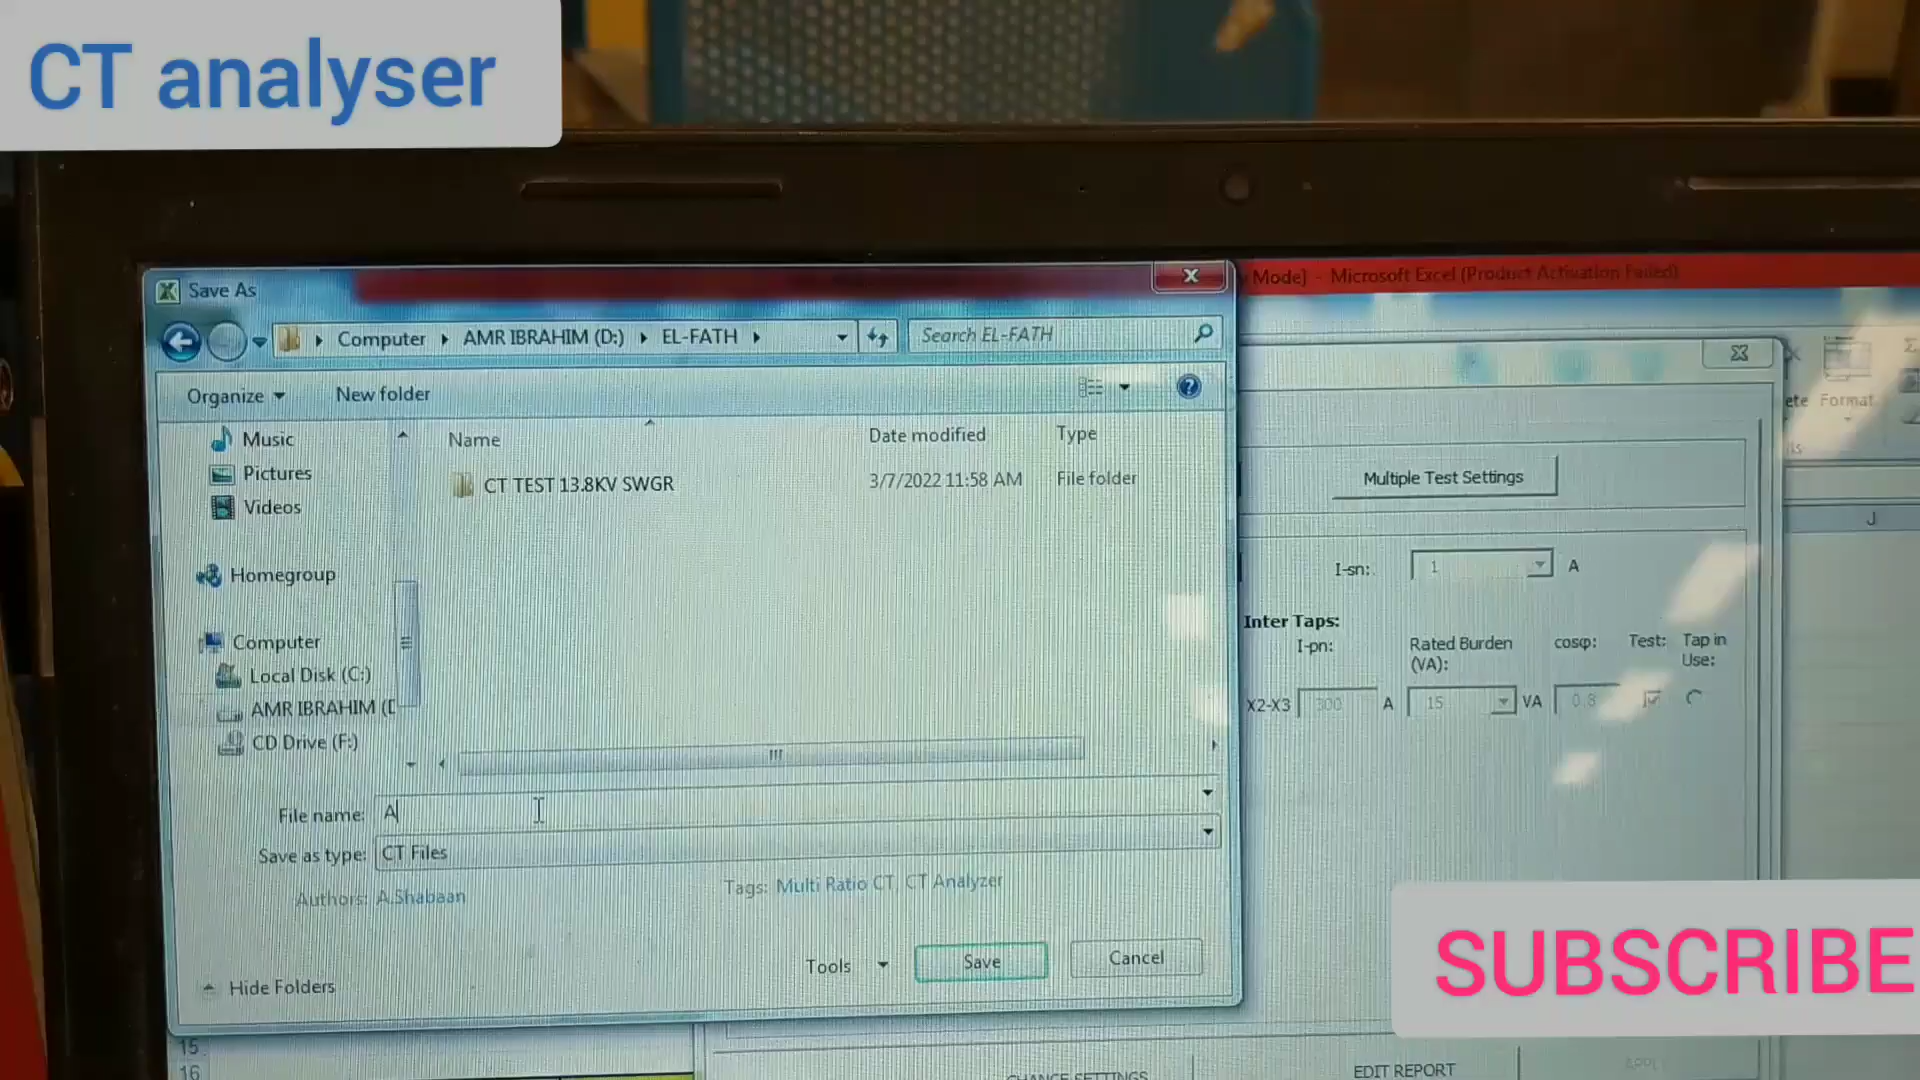 CT analyser
Save As
Mode] - Microsoft Excel (Product Activation Failed)
Computer
AMR IBRAHIM (D:)
EL-FATH
Search EL-FATH
Organize
New folder
Music
Pictures
Videos
Homegroup
Computer
Local Disk (C:)
AMR IBRAHIM (D
CD Drive (F:)
Name
Date modified
Type
CT TEST 13.8KV SWGR
3/7/2022 11:58 AM
File folder
File name: A
Save as type: CT Files
Authors: A.Shabaan
Tags: Multi Ratio CT, CT Analyzer
Hide Folders
Tools
Save
Cancel
ete Format
Multiple Test Settings
J
I-sn: 1 A
Inter Taps:
I-pn:
Rated Burden
(VA):
cosφ:
Test:
Tap in
Use:
X2-X3 300 A 15 VA 0.8
15
16
CHANGE SETTINGS
EDIT REPORT
SUBSCRIBE